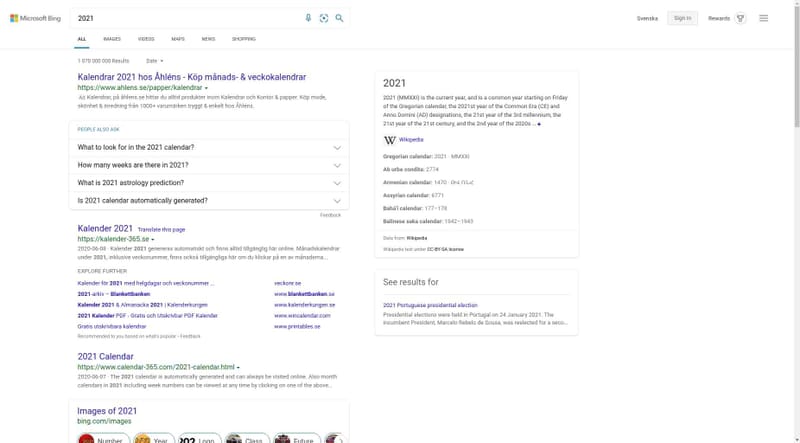 Microsoft Bing
2021
Svenska
Sign in
Rewards
ALL
IMAGES
VIDEOS
MAPS
NEWS
SHOPPING
1 070 000 000 Results
Date
Kalendrar 2021 hos Åhléns - Köp månads- & veckokalendrar
https://www.ahlens.se/papper/kalendrar
Ad Kalendrar, på åhlens.se hittar du alltid produkter inom Kalendrar och Kontor & papper. Köp mode,
skönhet & inredning från 1000+ varumärken tryggt & enkelt hos Åhléns.
PEOPLE ALSO ASK
What to look for in the 2021 calendar?
How many weeks are there in 2021?
What is 2021 astrology prediction?
Is 2021 calendar automatically generated?
Feedback
Kalender 2021 Translate this page
https://kalender-365.se
2020-06-08 · Kalender 2021 genereras automatiskt och finns alltid tillgänglig här online. Månadskalendrar
under 2021, inklusive veckonummer, finns också tillgängliga här om du klickar på en av månaderna...
EXPLORE FURTHER
Kalender för 2021 med helgdagar och veckonummer ...
veckonr.se
2021-arkiv – Blankettbanken
www.blankettbanken.se
Kalender 2021 & Almanacka 2021 | Kalenderkungen
www.kalenderkungen.se
2021 Kalender PDF - Gratis och Utskrivbar PDF Kalender
www.wincalendar.com
Gratis utskrivbara kalendrar
www.printables.se
Recommended to you based on what's popular • Feedback
2021 Calendar
https://www.calendar-365.com/2021-calendar.html
2020-06-07 · The 2021 calendar is automatically generated and can always be visited online. Also month
calendars in 2021 including week numbers can be viewed at any time by clicking on one of the above...
Images of 2021
bing.com/images
Number
Year
Logo
Class
Future
2021
2021 (MMXXI) is the current year, and is a common year starting on Friday
of the Gregorian calendar, the 2021st year of the Common Era (CE) and
Anno Domini (AD) designations, the 21st year of the 3rd millennium, the
21st year of the 21st century, and the 2nd year of the 2020s ...
W Wikipedia
Gregorian calendar: 2021 · MMXXI
Ab urbe condita: 2774
Armenian calendar: 1470 · ԹՎ ՌՆՀ
Assyrian calendar: 6771
Bahá'í calendar: 177–178
Balinese saka calendar: 1942–1943
Data from: Wikipedia
Wikipedia text under CC-BY-SA license
See results for
2021 Portuguese presidential election
Presidential elections were held in Portugal on 24 January 2021. The
incumbent President, Marcelo Rebelo de Sousa, was reelected for a seco...